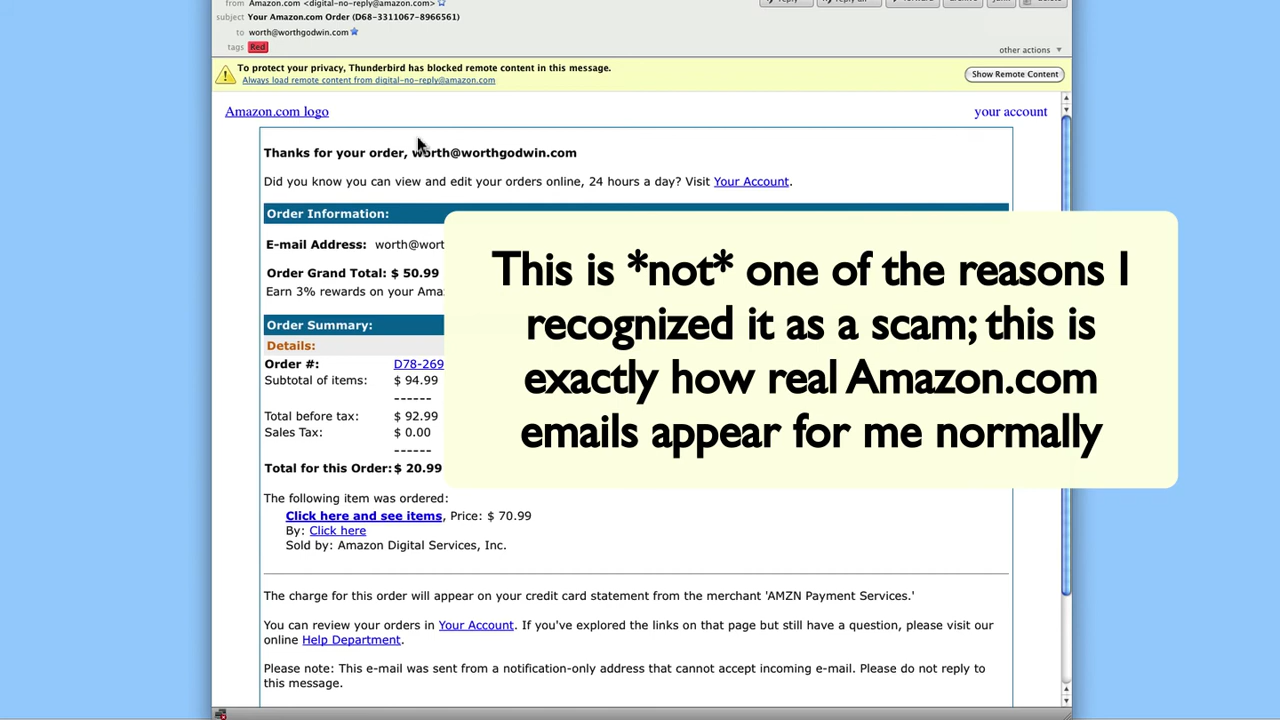 from Amazon.com <digital-no-reply@amazon.com>
subject Your Amazon.com Order (D68-3311067-8966561)
to worth@worthgodwin.com
tags Red
other actions
To protect your privacy, Thunderbird has blocked remote content in this message.
Always load remote content from digital-no-reply@amazon.com
Show Remote Content
Amazon.com logo your account
Thanks for your order, worth@worthgodwin.com
Did you know you can view and edit your orders online, 24 hours a day? Visit Your Account.
Order Information:
E-mail Address: worth@wort
Order Grand Total: $ 50.99
Earn 3% rewards on your Ama
Order Summary:
Details:
Order #: D78-269
Subtotal of items: $ 94.99
------
Total before tax: $ 92.99
Sales Tax: $ 0.00
------
Total for this Order: $ 20.99
This is *not* one of the reasons I
recognized it as a scam; this is
exactly how real Amazon.com
emails appear for me normally
The following item was ordered:
Click here and see items, Price: $ 70.99
By: Click here
Sold by: Amazon Digital Services, Inc.
The charge for this order will appear on your credit card statement from the merchant 'AMZN Payment Services.'
You can review your orders in Your Account. If you've explored the links on that page but still have a question, please visit our
online Help Department.
Please note: This e-mail was sent from a notification-only address that cannot accept incoming e-mail. Please do not reply to
this message.